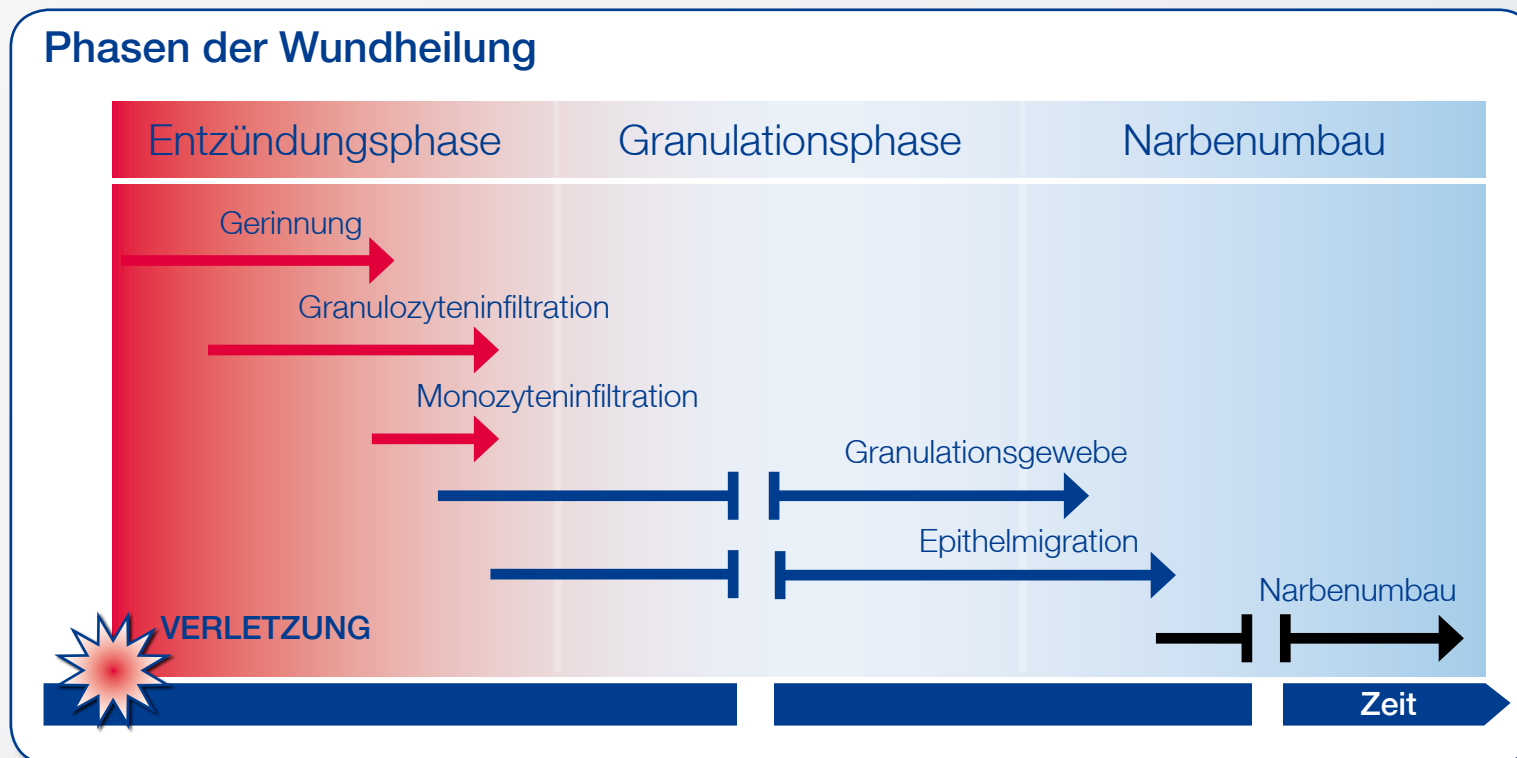 Phasen der Wundheilung
Entzündungsphase Granulationsphase Narbenumbau
Gerinnung
Granulozyteninfiltration
Monozyteninfiltration
Granulationsgewebe
Epithelmigration
Narbenumbau
VERLETZUNG
Zeit